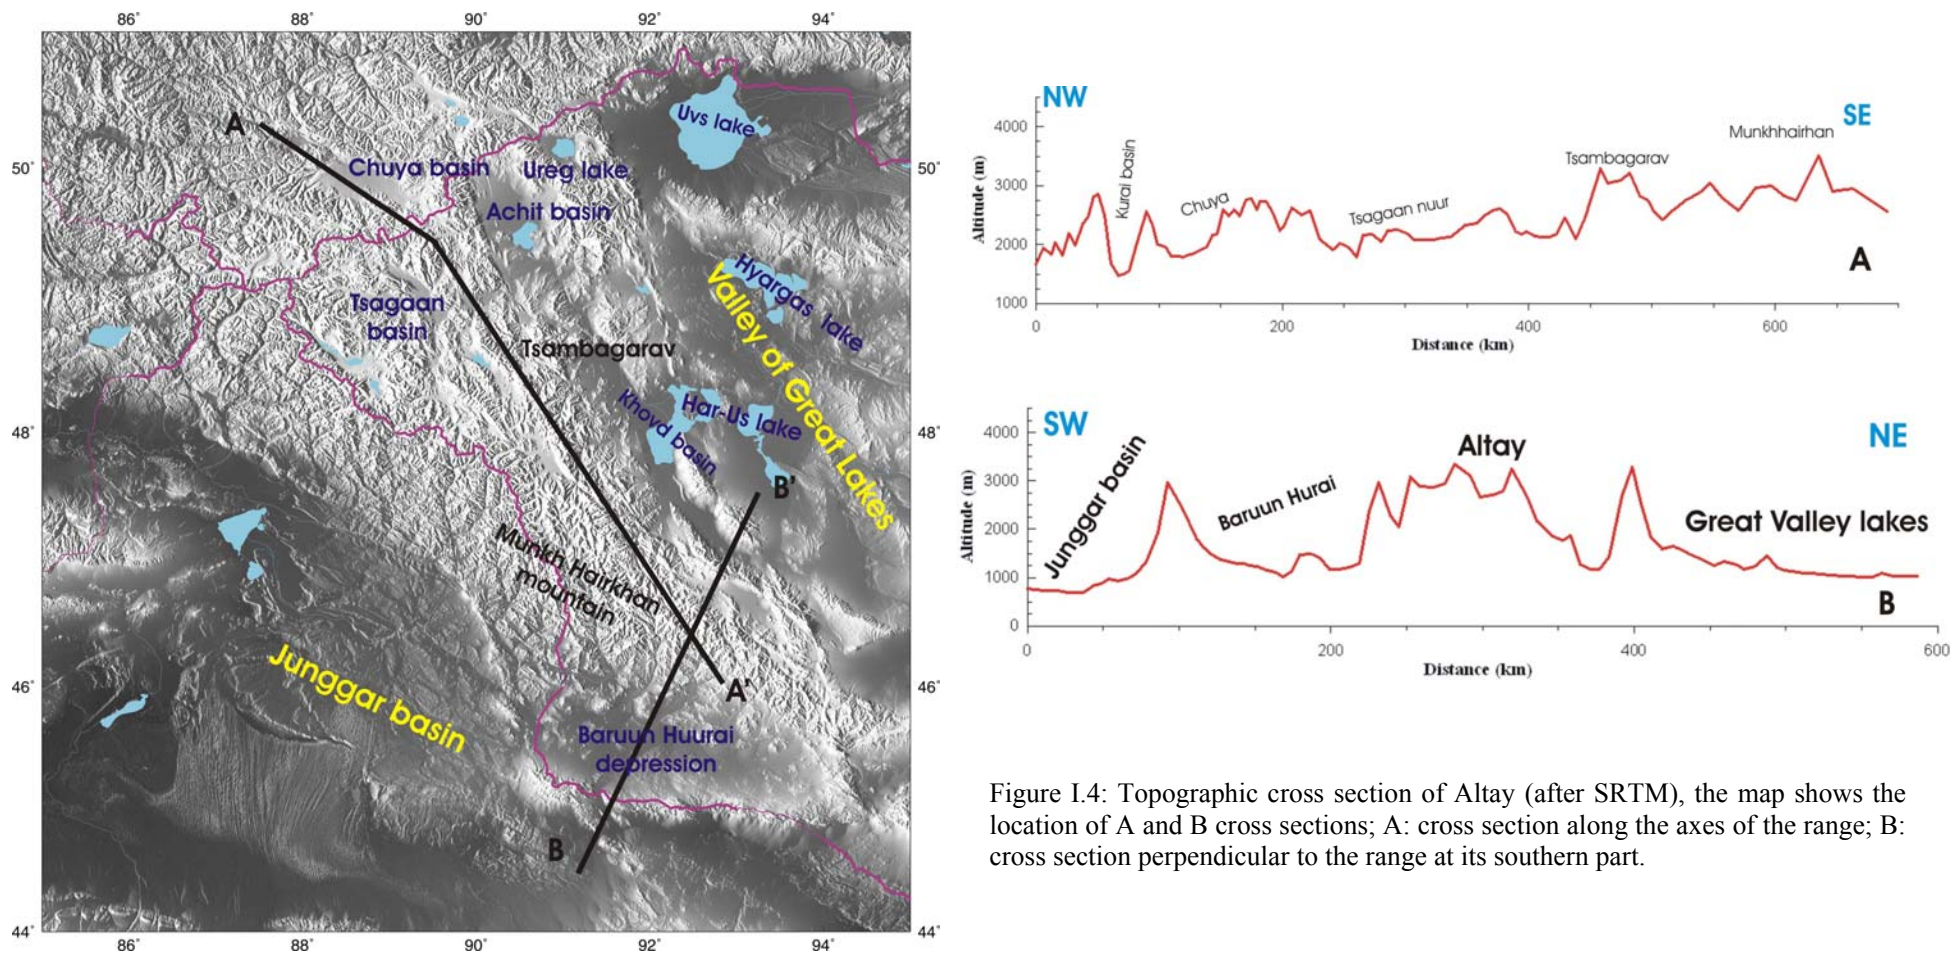 86° 88° 90° 92° 94°
A
Uvs lake
50° 50°
Chuya basin
Ureg lake
Achit basin
Hyargas lake
Valley of Great Lakes
Tsagaan
basin
Tsambagarav
Khovd basin
Har-Us lake
48° 48°
B'
Munkh Hairkhan
mountain
Junggar basin
46° 46°
A'
Baruun Huurai
depression
B
44° 44°
86° 88° 90° 92° 94°
NW
SE
Altitude (m)
4000
3000
2000
1000
Kurai basin
Chuya
Tsagaan nuur
Tsambagarav
Munkhhairhan
A
0 200 400 600
Distance (km)
SW
NE
Altitude (m)
4000
3000
2000
1000
0
Junggar basin
Baruun Hurai
Altay
Great Valley lakes
B
0 200 400 600
Distance (km)
Figure I.4: Topographic cross section of Altay (after SRTM), the map shows the
location of A and B cross sections; A: cross section along the axes of the range; B:
cross section perpendicular to the range at its southern part.